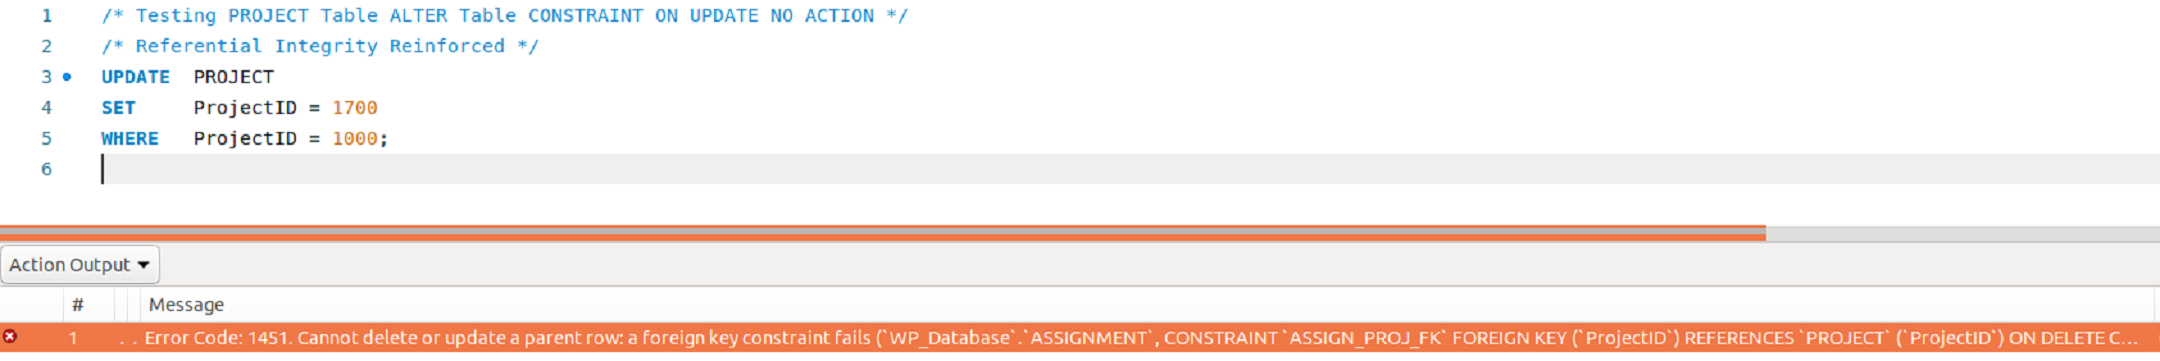 1 /* Testing PROJECT Table ALTER Table CONSTRAINT ON UPDATE NO ACTION */
2 /* Referential Integrity Reinforced */
3 UPDATE PROJECT
4 SET ProjectID = 1700
5 WHERE ProjectID = 1000;
6
Action Output
# Message
1 . . Error Code: 1451. Cannot delete or update a parent row: a foreign key constraint fails (`WP_Database`.`ASSIGNMENT`, CONSTRAINT `ASSIGN_PROJ_FK` FOREIGN KEY (`ProjectID`) REFERENCES `PROJECT` (`ProjectID`) ON DELETE C...